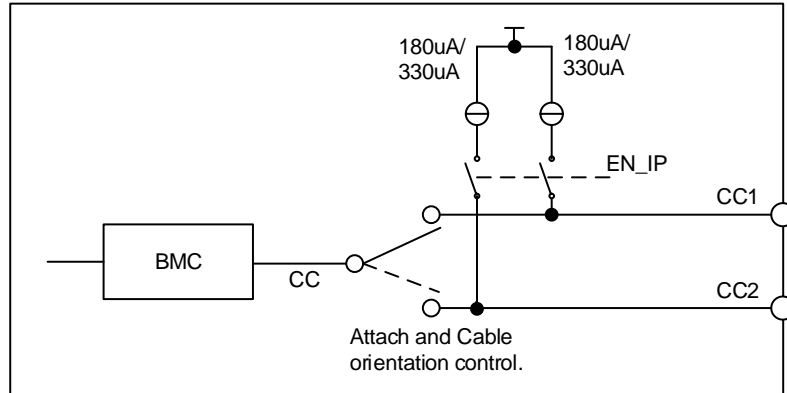 180uA/
330uA
180uA/
330uA
EN_IP
CC1
BMC
CC
CC2
Attach and Cable
orientation control.